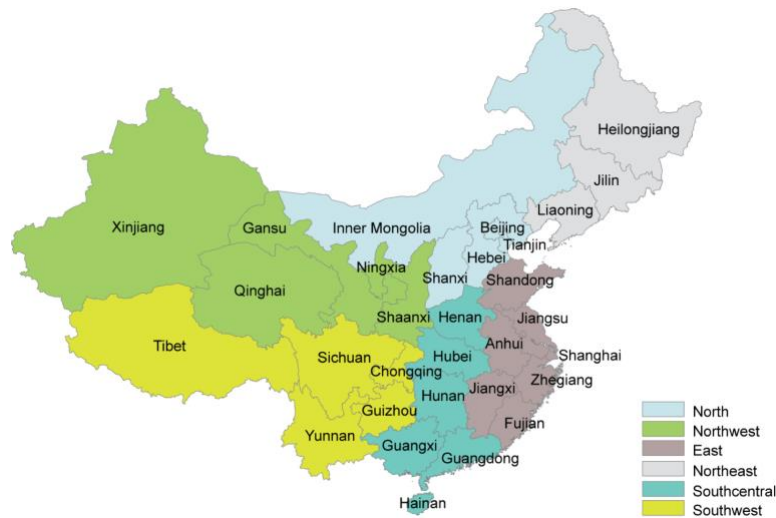 Heilongjiang
Jilin
Liaoning
Xinjiang
Gansu
Inner Mongolia
Beijing
Tianjin
Hebei
Ningxia
Shanxi
Shandong
Qinghai
Shaanxi
Henan
Jiangsu
Tibet
Sichuan
Hubei
Anhui
Shanghai
Chongqing
Zhegiang
Hunan
Jiangxi
Guizhou
Fujian
Yunnan
Guangxi
Guangdong
Hainan
North
Northwest
East
Northeast
Southcentral
Southwest